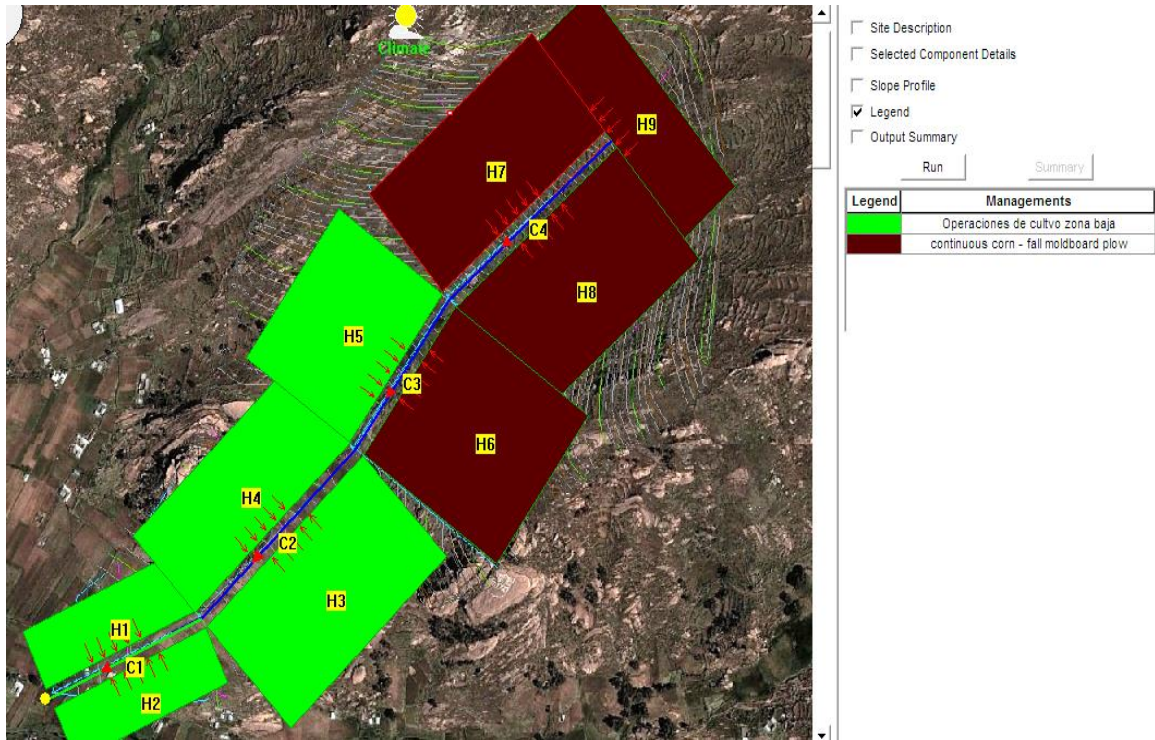 Climate
H9
H7
C4
H8
H5
C3
H6
H4
C2
H3
H1
C1
H2
Site Description
Selected Component Details
Slope Profile
Legend
Output Summary
Run Summary
Legend Managements
Operaciones de cultvo zona baja
continuous corn - fall moldboard plow